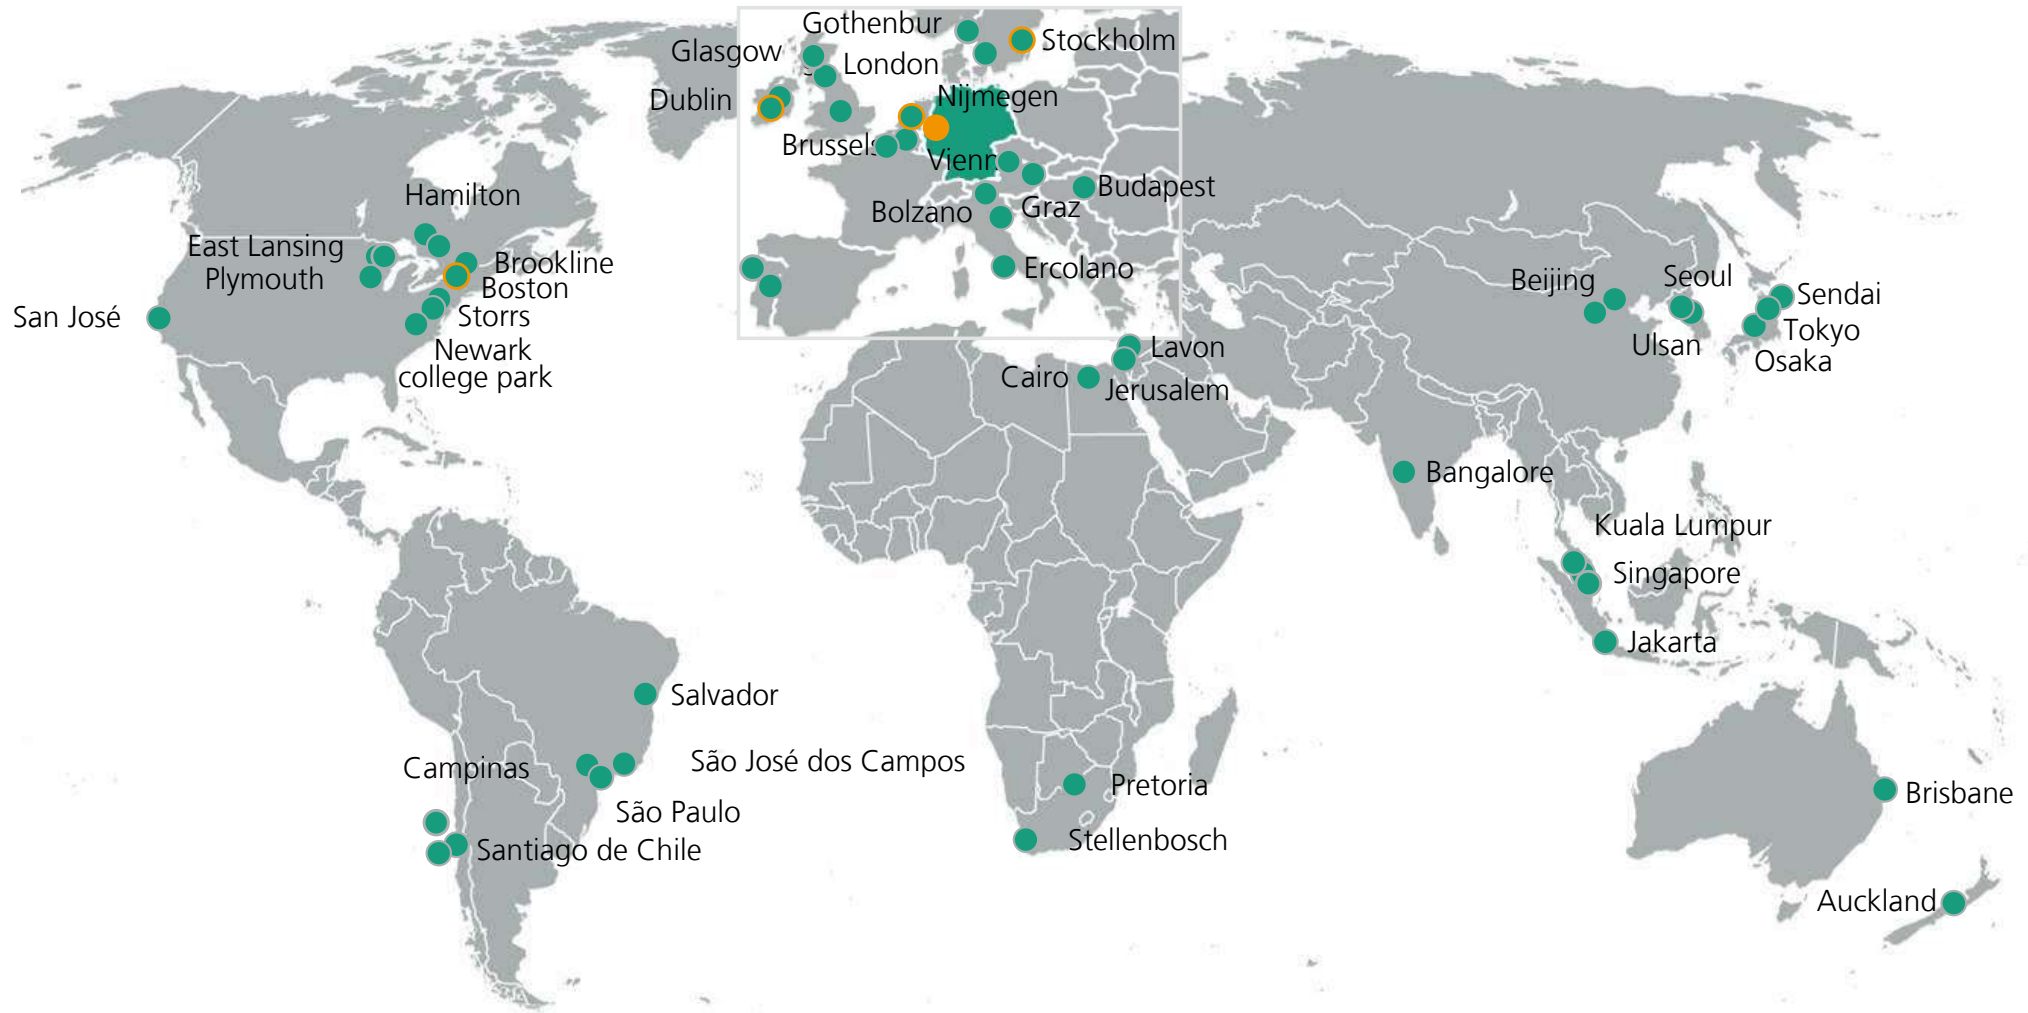 Gothenbur
Stockholm
Glasgow
London
Dublin
Nijmegen
Brussels
Vienn
Budapest
Bolzano
Graz
Ercolano
Hamilton
East Lansing
Plymouth
Brookline
Boston
San José
Storrs
Newark
college park
Lavon
Cairo
Jerusalem
Beijing
Seoul
Sendai
Tokyo
Ulsan
Osaka
Bangalore
Kuala Lumpur
Singapore
Jakarta
Salvador
Campinas
São José dos Campos
São Paulo
Santiago de Chile
Pretoria
Stellenbosch
Brisbane
Auckland